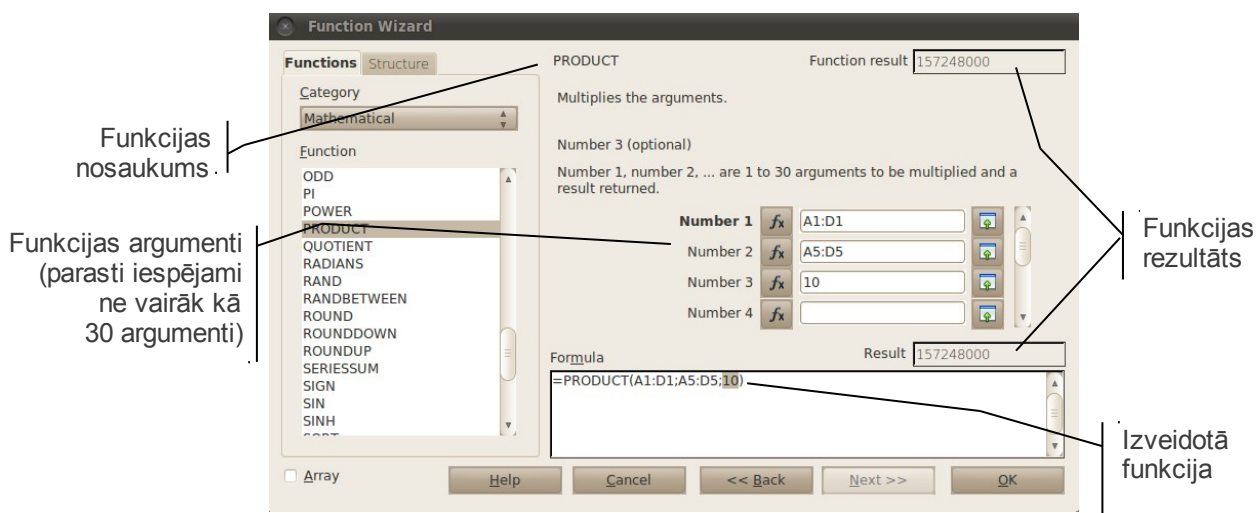 Function Wizard
Functions Structure
Category
Mathematical
Function
ODD
PI
POWER
PRODUCT
QUOTIENT
RADIANS
RAND
RANDBETWEEN
ROUND
ROUNDDOWN
ROUNDUP
SERIESSUM
SIGN
SIN
SINH
PRODUCT
Function result 157248000
Multiplies the arguments.
Number 3 (optional)
Number 1, number 2, ... are 1 to 30 arguments to be multiplied and a
result returned.
Number 1 fx A1:D1
Number 2 fx A5:D5
Number 3 fx 10
Number 4 fx
Formula
Result 157248000
=PRODUCT(A1:D1;A5:D5;10)
Array
Help
Cancel
<< Back
Next >>
OK
Funkcijas
nosaukums
Funkcijas argumenti
(parasti iespējami
ne vairāk kā
30 argumenti)
Funkcijas
rezultāts
Izveidotā
funkcija